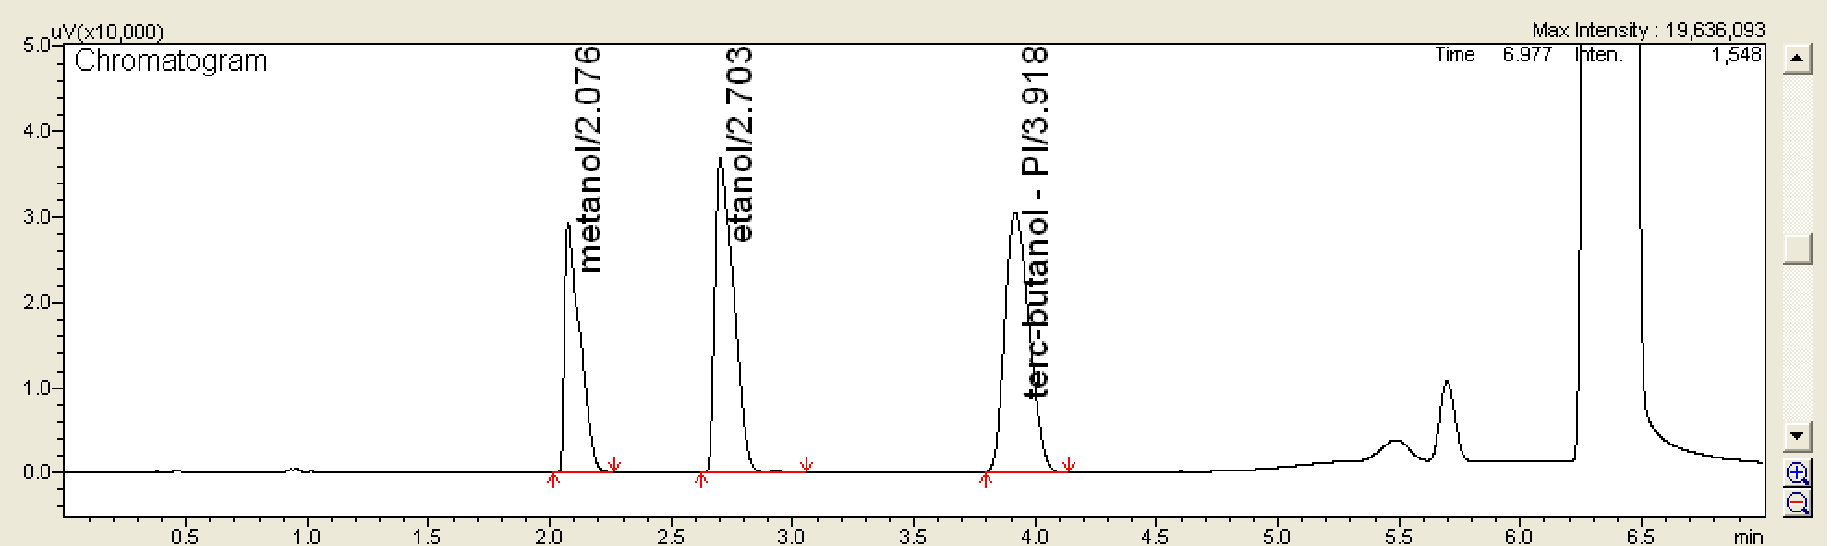 uV(x10,000)
Max Intensity : 19,636,093
Chromatogram
Time 6.977 Inten. 1,548
metanol/2.076
etanol/2.703
terc-butanol - PI/3.918
5.0
4.0
3.0
2.0
1.0
0.0
0.5 1.0 1.5 2.0 2.5 3.0 3.5 4.0 4.5 5.0 5.5 6.0 6.5 min